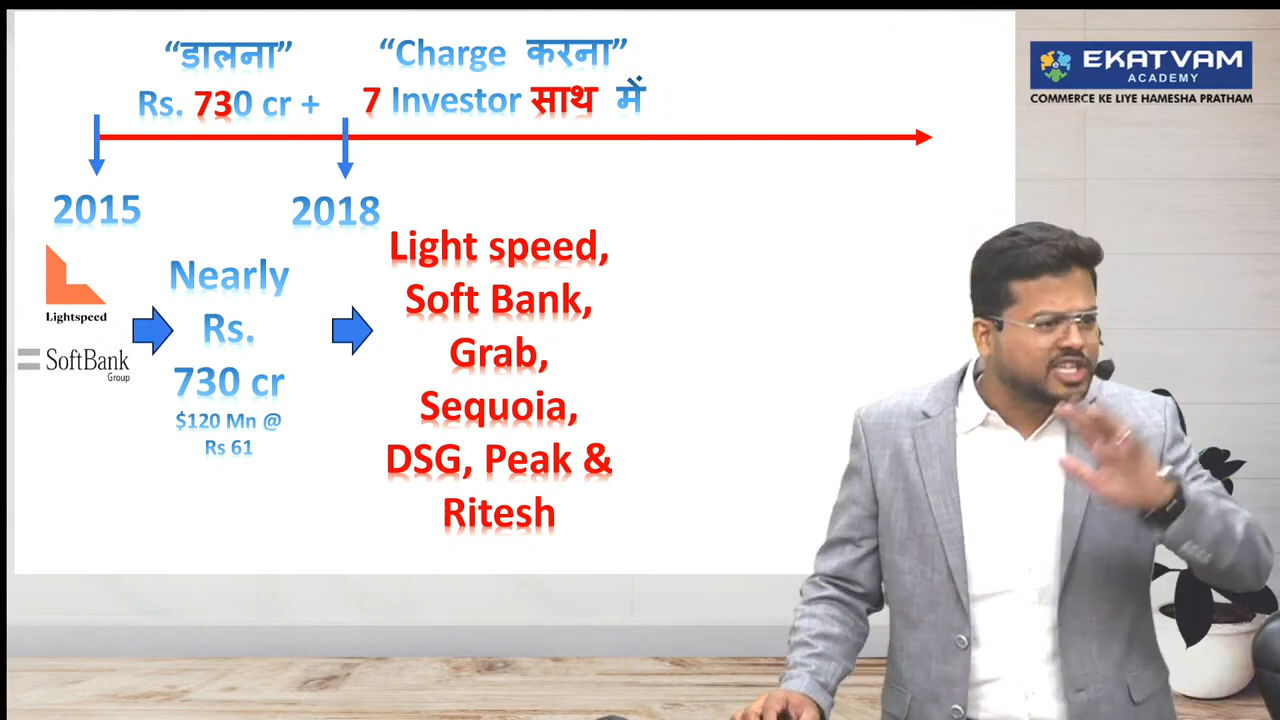 “डालना”
Rs. 730 cr +
“Charge करना”
7 Investor साथ में
2015
2018
Lightspeed
SoftBank
Group
Nearly
Rs.
730 cr
$120 Mn @
Rs 61
Light speed,
Soft Bank,
Grab,
Sequoia,
DSG, Peak &
Ritesh
EKATVAM
ACADEMY
COMMERCE KE LIYE HAMESHA PRATHAM